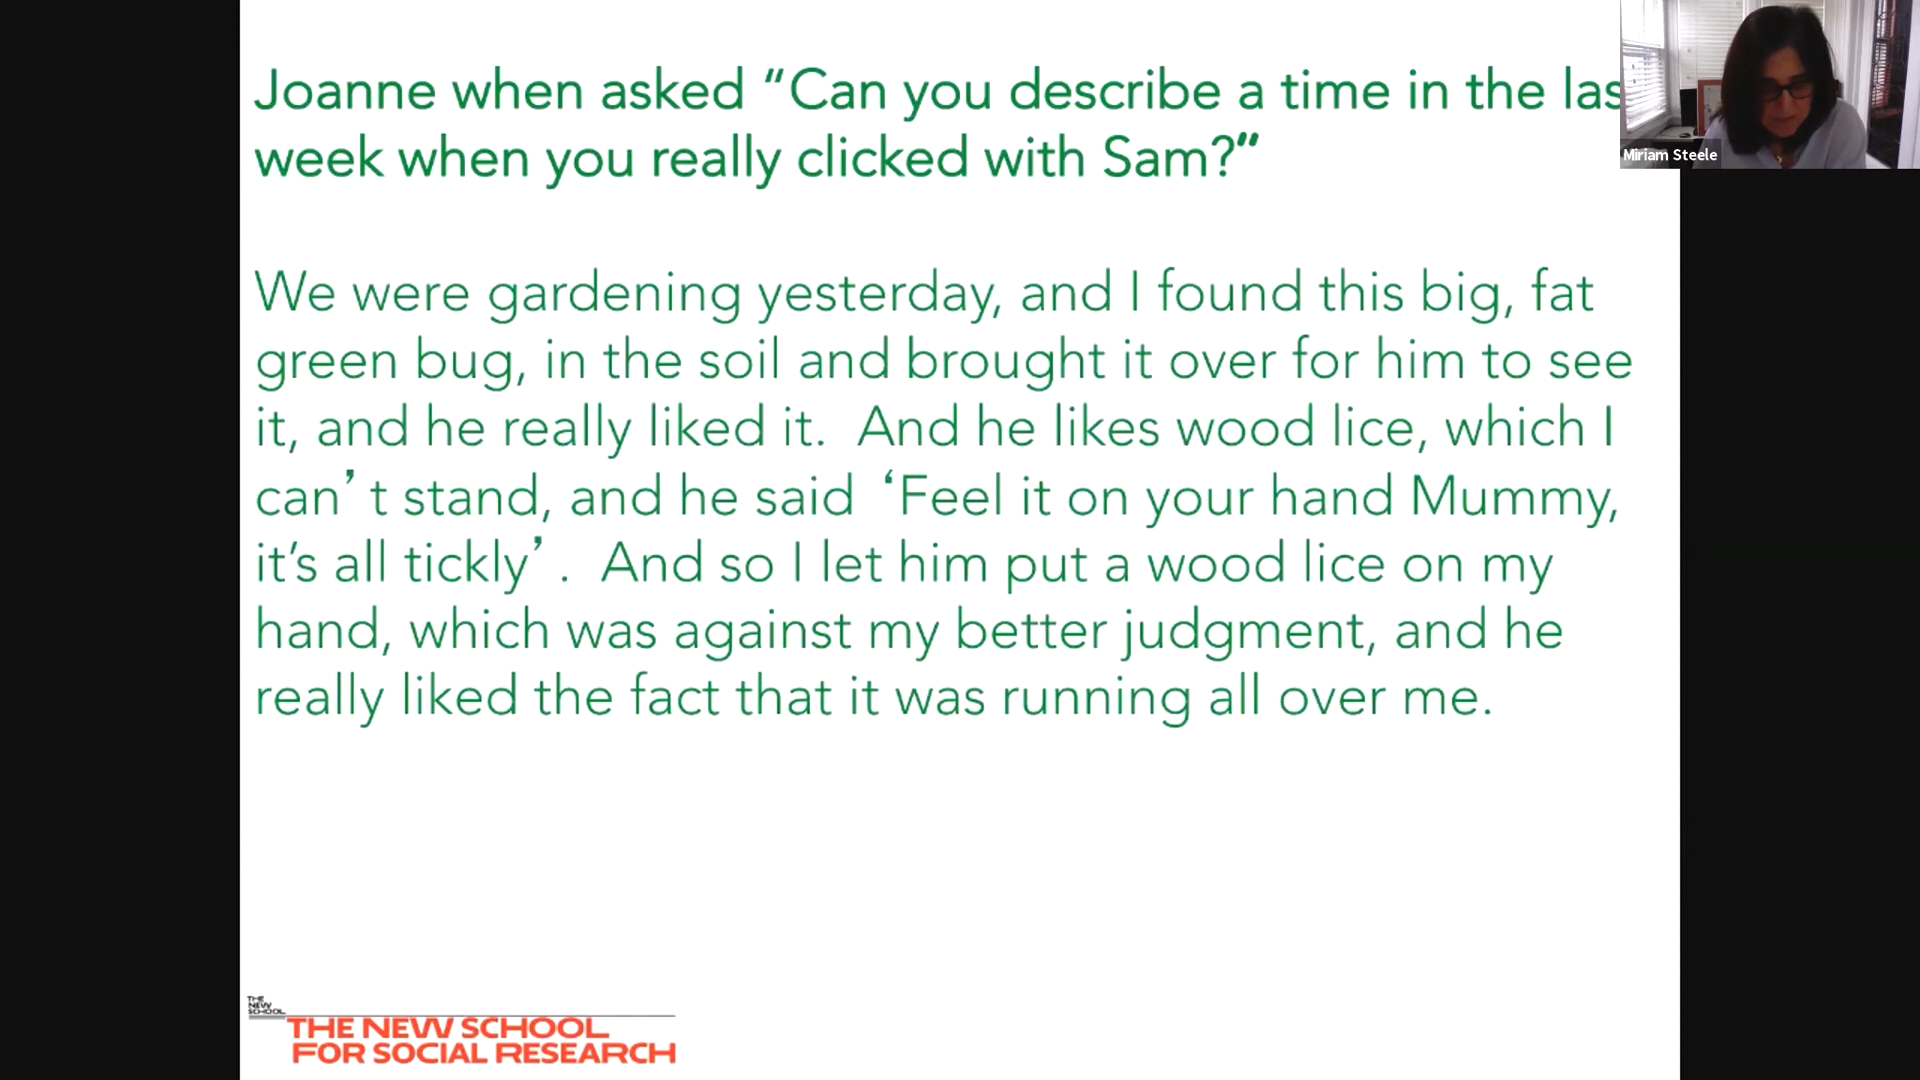 Joanne when asked “Can you describe a time in the las
week when you really clicked with Sam?”
Miriam Steele
We were gardening yesterday, and I found this big, fat
green bug, in the soil and brought it over for him to see
it, and he really liked it.  And he likes wood lice, which I
can’t stand, and he said ‘Feel it on your hand Mummy,
it’s all tickly’.  And so I let him put a wood lice on my
hand, which was against my better judgment, and he
really liked the fact that it was running all over me.
THE
NEW
SCHOOL
THE NEW SCHOOL
FOR SOCIAL RESEARCH